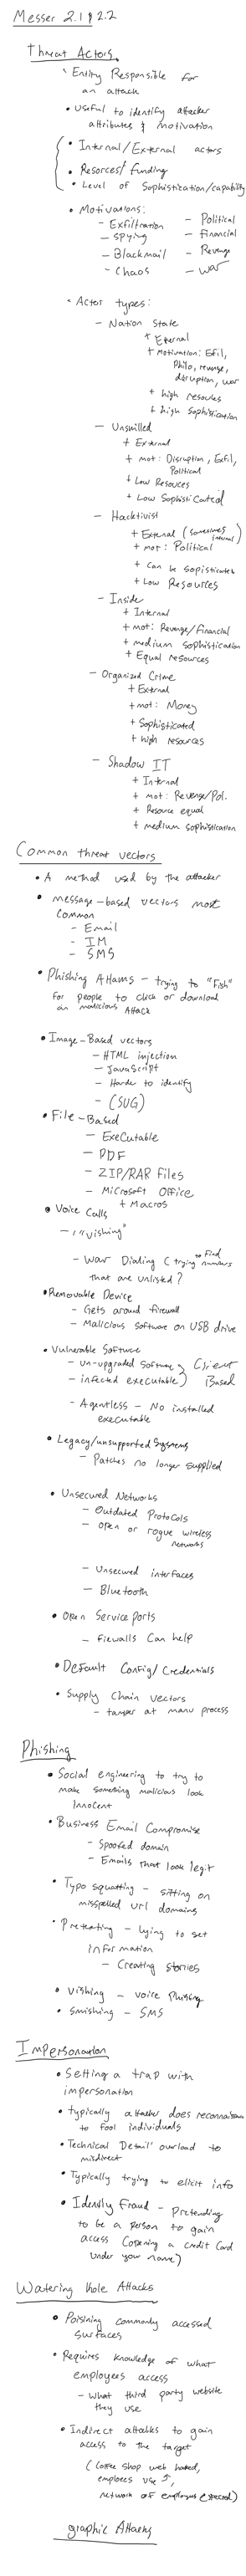 Messer 2.1 & 2.2
Threat Actors
Entity Responsible for
an attack
• Useful to identify attacker
attributes & motivation
• Internal/External actors
• Resorces/funding
• Level of Sophistication/capability
• Motivations:
- Exfiltration
- Spying
- Blackmail
- Chaos
- Political
- Financial
- Revenge
- War
• Actor types:
- Nation State
+ External
+ Motivation: Exfil,
Philo, revenge,
disruption, war
+ high resoules
+ high sophistication
- Unskilled
+ External
+ mot: Disruption, Exfil,
Political
+ Low Resouces
+ Low Sophisticated
- Hacktivist
+ External (sometimes
internal)
+ mot: Political
+ Can be sopisticated
+ Low Resources
- Inside
+ Internal
+ mot: Revenge/Financial
+ medium sophistication
+ Equal resources
- Organized Crime
+ External
+ mot: Money
+ Sophisticated
+ high resources
- Shadow IT
+ Internal
+ mot: Revenge/Pol.
+ Resource equal
+ medium sophistication
Common threat vectors
• A method used by the attacker
• message-based vectors most
common
- Email
- IM
- SMS
• Phishing Attacks - trying to "Fish"
for people to click or download
an malicious Attack
• Image-Based vectors
- HTML injection
- JavaScript
- Harder to identify
- (SVG)
• File-Based
- Executable
- PDF
- ZIP/RAR Files
- Microsoft Office
+ Macros
• Voice Calls
- "Vishing"
- War Dialing (trying to find numbers
that are unlisted?
• Removable Device
- Gets around firewall
- Malicious software on USB drive
• Vulnerable Software
- un-upgraded software
- infected executable
Client
Based
- Agentless - No installed
executable
• Legacy/unsupported Systems
- Patches no longer supplied
• Unsecured Networks
- Outdated Protocols
- open or rogue wireless
networks
- Unsecured interfaces
- Bluetooth
• Open Service ports
- Fiewalls Can help
• Default Config/Credentials
• Supply Chain Vectors
- tamper at manu process
Phishing
• Social engineering to try to
make something malicious look
innocent
• Business Email Compromise
- Spoofed domain
- Emails that look legit
• Typo squatting - sitting on
misspelled url domains
• Pretexting - lying to get
information
- Creating stories
• Vishing - voice Phishing
• Smishing - SMS
Impersonation
• Setting a trap with
impersonation
• typically attacker does reconnaissan
to fool individuals
• Technical Detail overload to
misdirect
• Typically trying to elicit info
• Identity Fraud - Pretending
to be a person to gain
access (opening a credit card
under your name)
Watering hole Attacks
• Poisining commonly accessed
surfaces
• Requires knowledge of what
employees access
- What third party website
they use
• Indirect attacks to gain
access to the target
(Coffee shop web hacked,
employees use it,
network of employees effected)
graphic Attacks